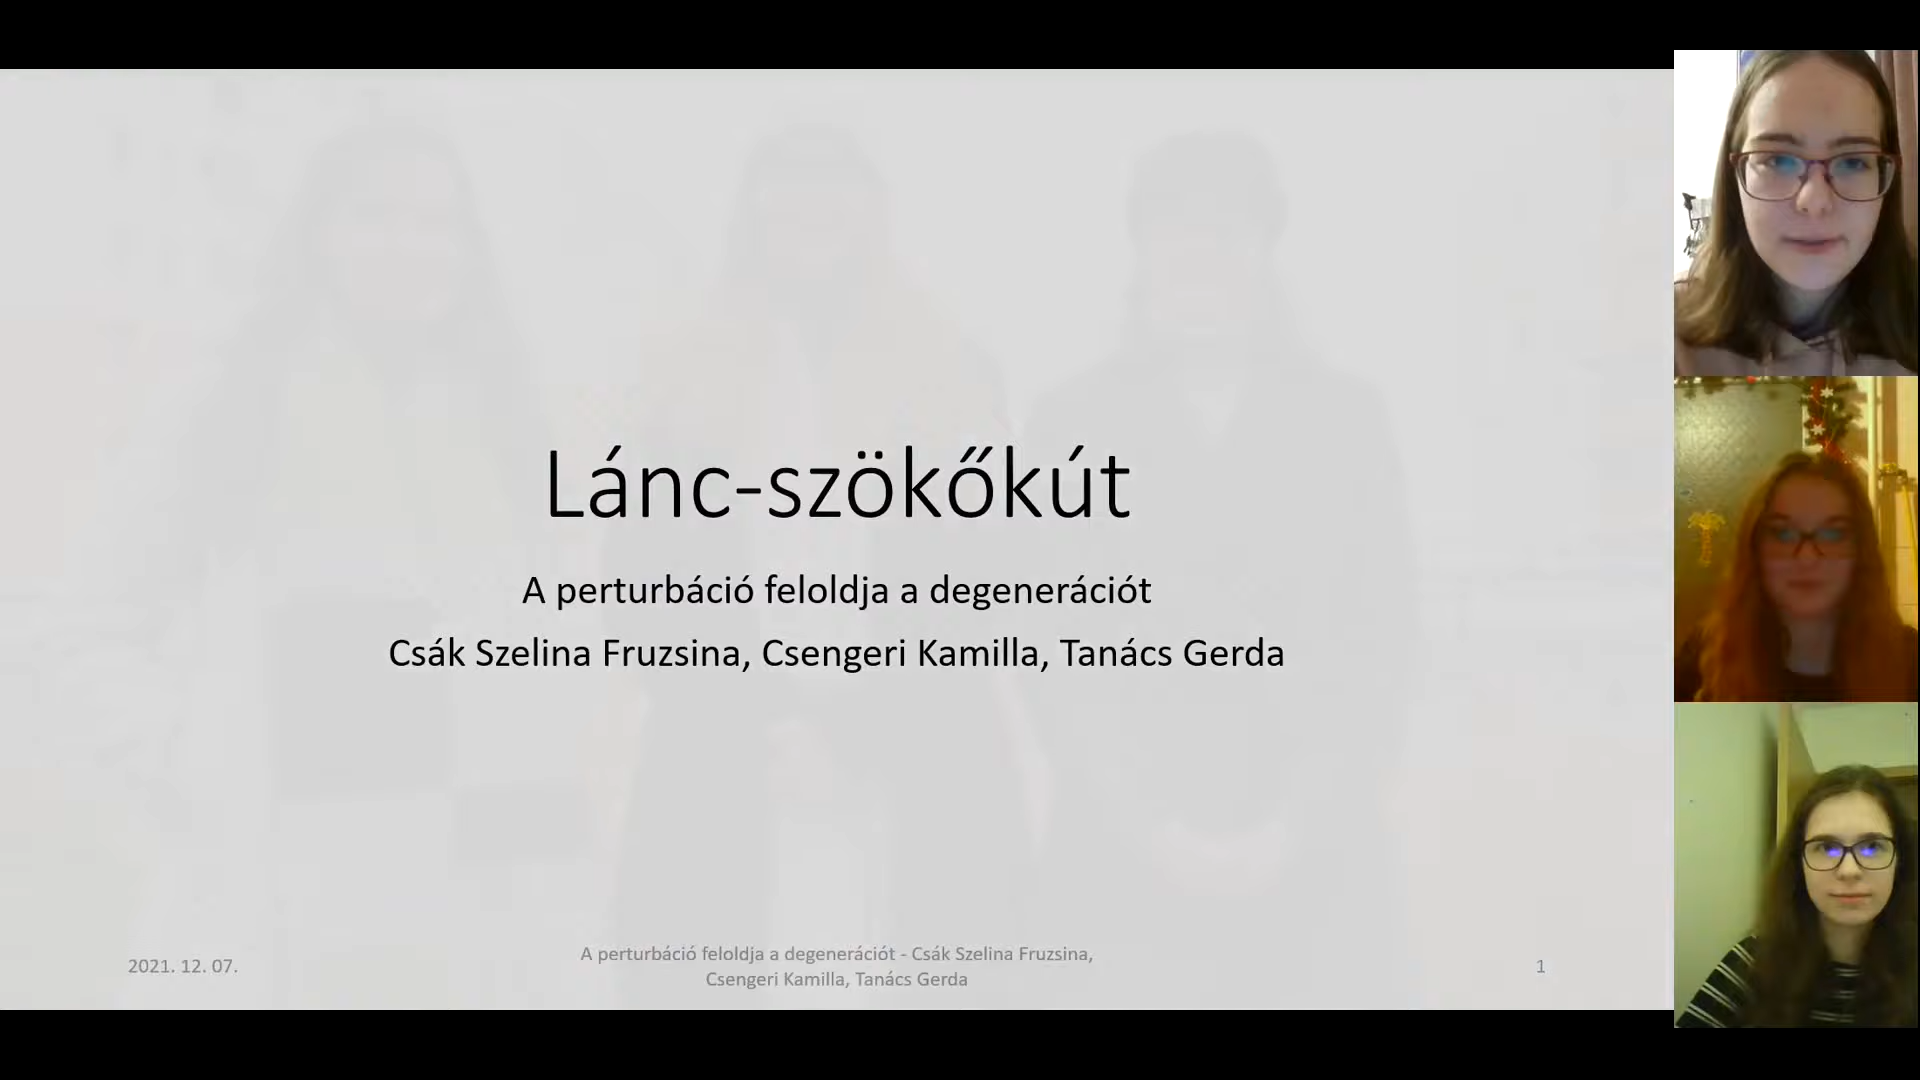 Lánc-szökőkút
A perturbáció feloldja a degenerációt
Csák Szelina Fruzsina, Csengeri Kamilla, Tanács Gerda
2021. 12. 07.
A perturbáció feloldja a degenerációt - Csák Szelina Fruzsina,
Csengeri Kamilla, Tanács Gerda
1